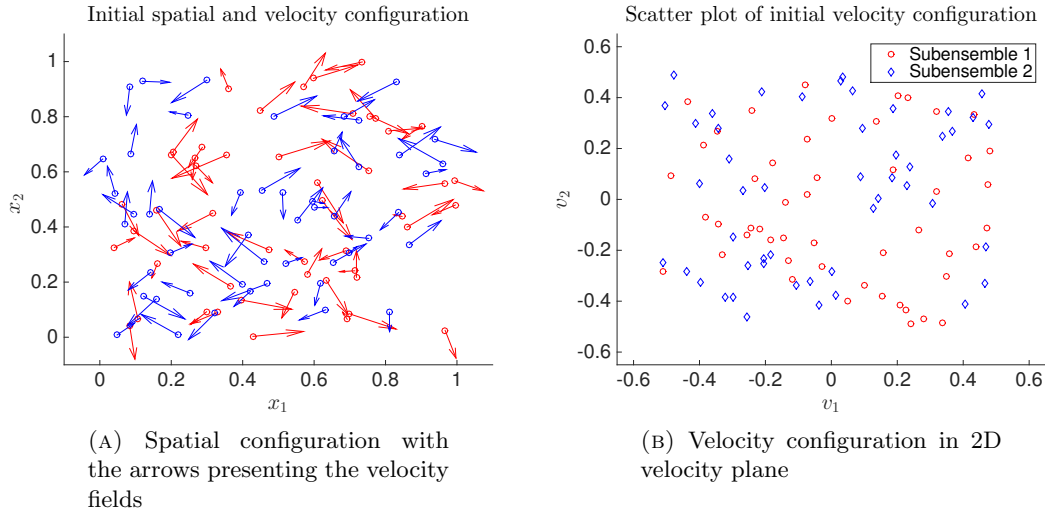 Initial spatial and velocity configuration
1
0.8
0.6
0.4
0.2
0
x2
0 0.2 0.4 0.6 0.8 1
x1
(A) Spatial configuration with
the arrows presenting the velocity
fields
Scatter plot of initial velocity configuration
0.6
0.4
0.2
0
-0.2
-0.4
-0.6
v2
Subensemble 1
Subensemble 2
-0.6 -0.4 -0.2 0 0.2 0.4 0.6
v1
(B) Velocity configuration in 2D
velocity plane